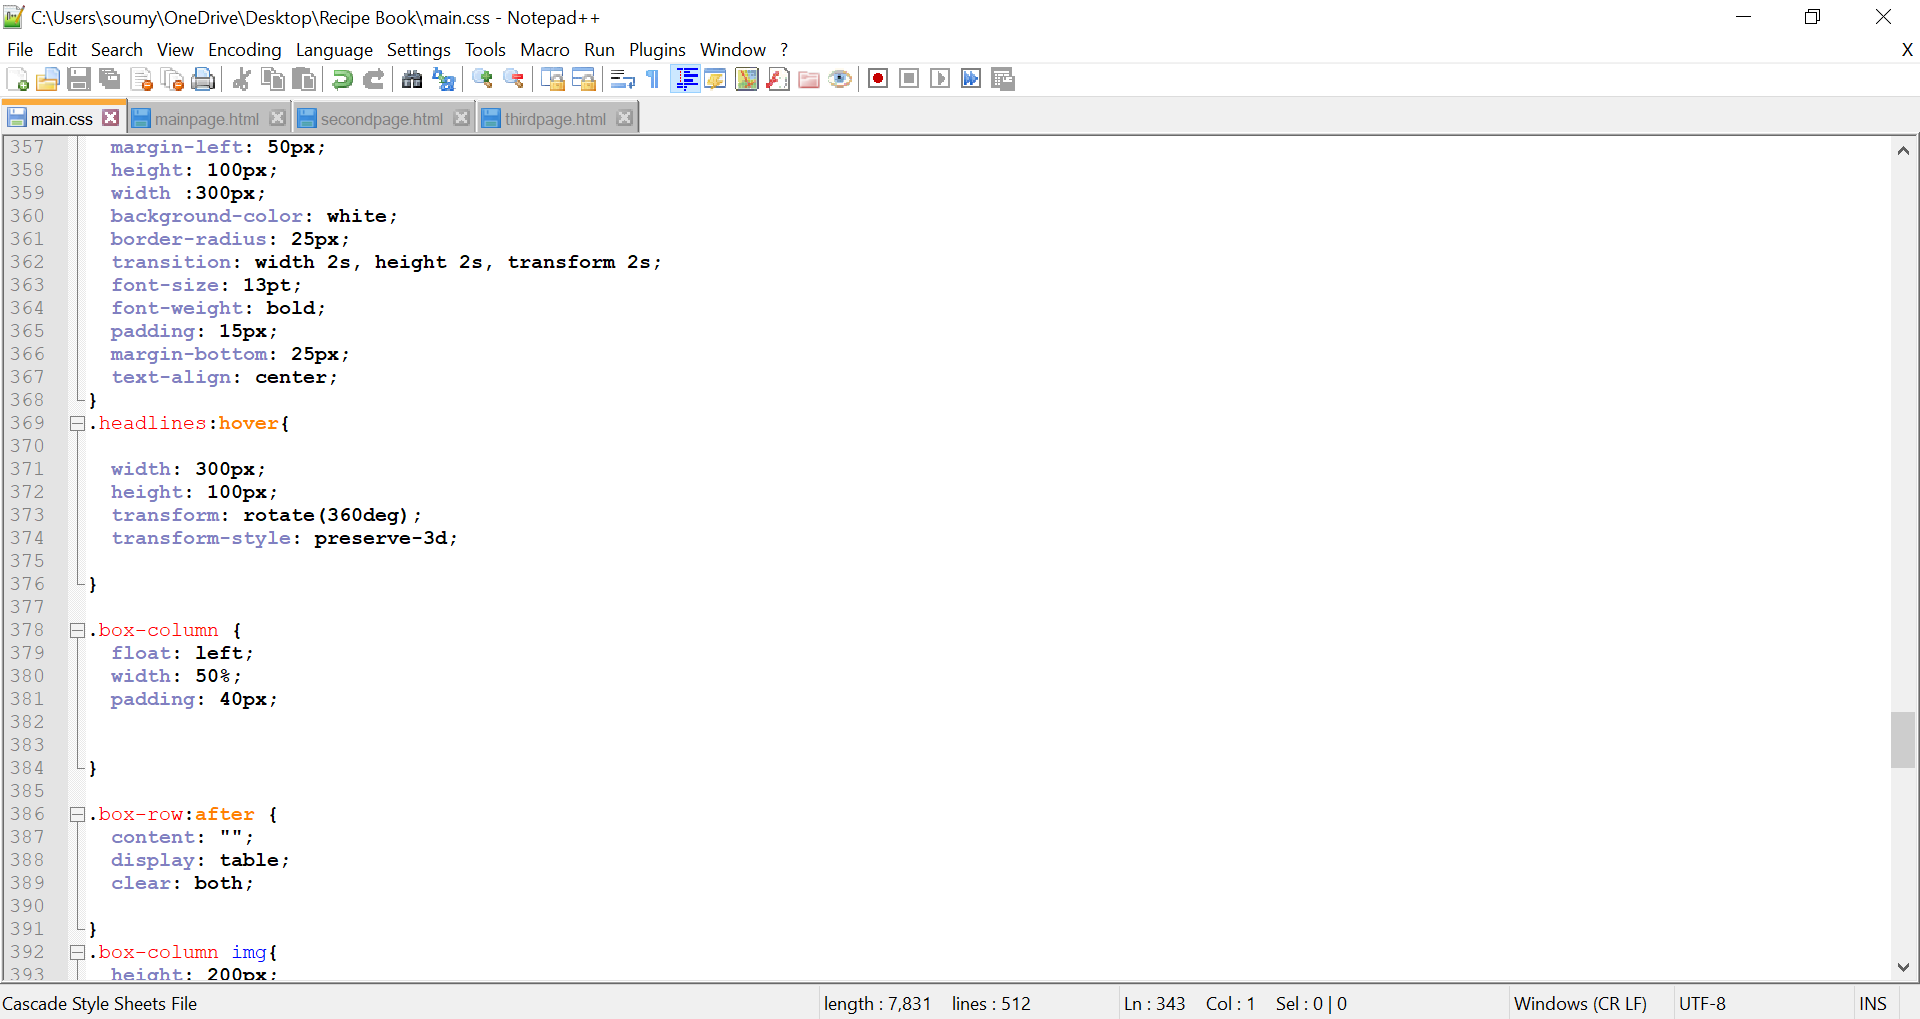 C:\Users\soumy\OneDrive\Desktop\Recipe Book\main.css - Notepad++
File Edit Search View Encoding Language Settings Tools Macro Run Plugins Window ? X
main.css mainpage.html secondpage.html thirdpage.html
357 margin-left: 50px;
358 height: 100px;
359 width :300px;
360 background-color: white;
361 border-radius: 25px;
362 transition: width 2s, height 2s, transform 2s;
363 font-size: 13pt;
364 font-weight: bold;
365 padding: 15px;
366 margin-bottom: 25px;
367 text-align: center;
368 }
369 .headlines:hover{
370
371 width: 300px;
372 height: 100px;
373 transform: rotate(360deg);
374 transform-style: preserve-3d;
375
376 }
377
378 .box-column {
379 float: left;
380 width: 50%;
381 padding: 40px;
382
383
384 }
385
386 .box-row:after {
387 content: "";
388 display: table;
389 clear: both;
390
391 }
392 .box-column img{
393 height: 200px;
Cascade Style Sheets File length : 7,831 lines : 512 Ln : 343 Col : 1 Sel : 0 | 0 Windows (CR LF) UTF-8 INS